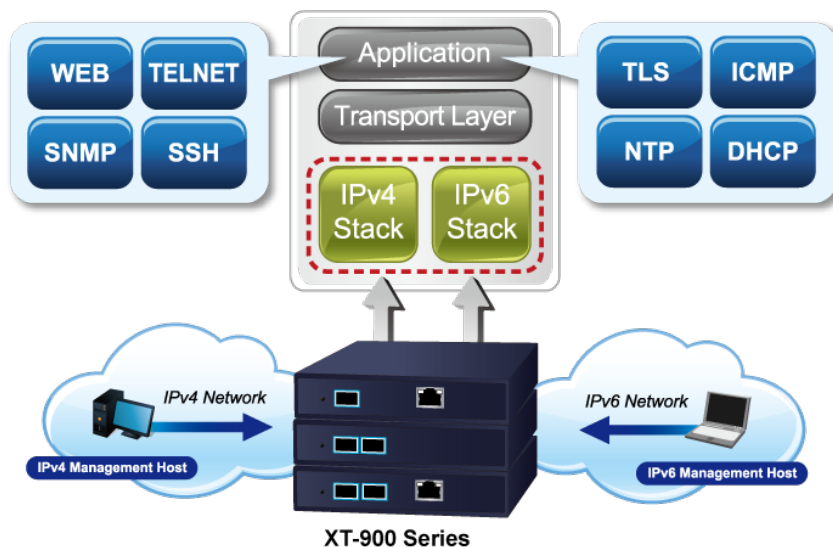 WEB
TELNET
SNMP
SSH
Application
Transport Layer
IPv4
Stack
IPv6
Stack
TLS
ICMP
NTP
DHCP
IPv4 Network
IPv4 Management Host
IPv6 Network
IPv6 Management Host
XT-900 Series